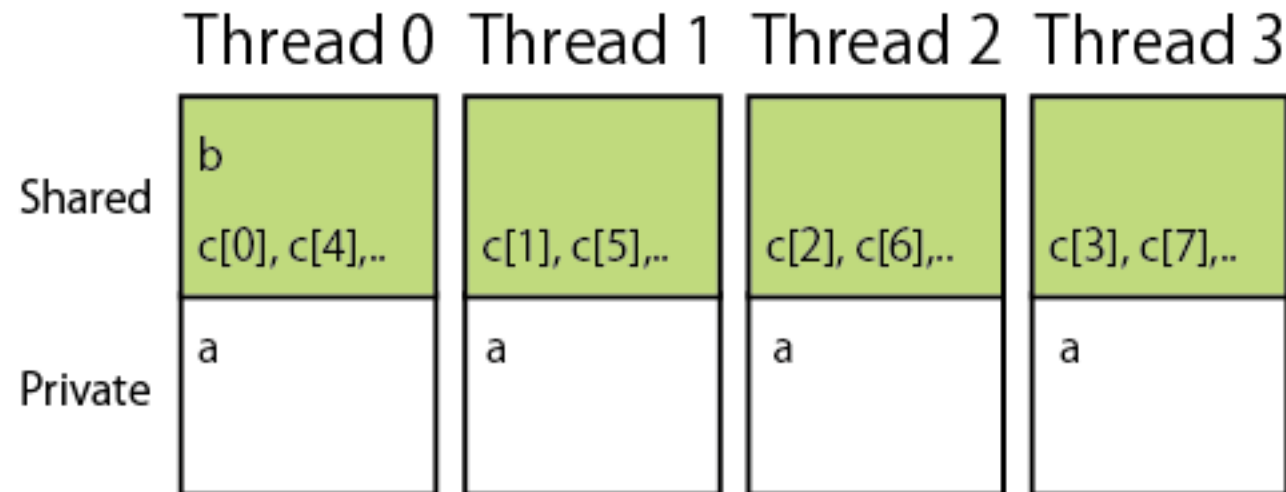 Thread 0 Thread 1 Thread 2 Thread 3
Shared
b
c[0], c[4],.. c[1], c[5],.. c[2], c[6],.. c[3], c[7],..
Private
a a a a